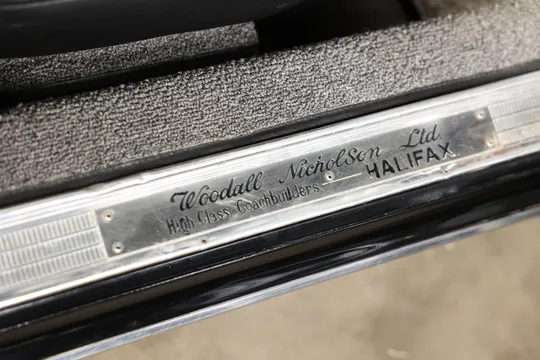 Woodall Nicholson Ltd.
High Class Coachbuilders — HALIFAX